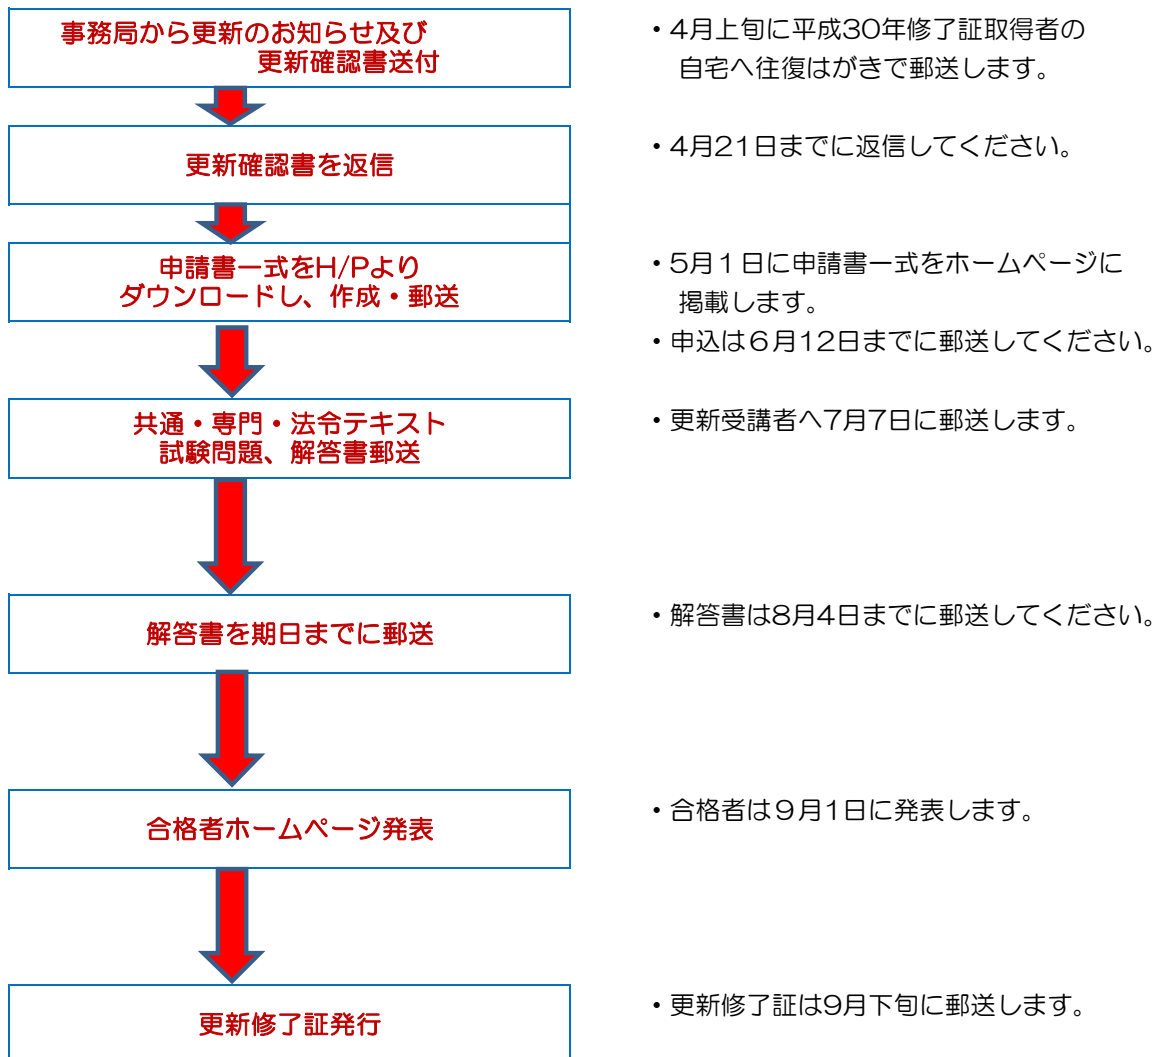 事務局から更新のお知らせ及び
更新確認書送付
・4月上旬に平成30年修了証取得者の
自宅へ往復はがきで郵送します。
更新確認書を返信
・4月21日までに返信してください。
申請書一式をH/Pより
ダウンロードし、作成・郵送
・5月１日に申請書一式をホームページに
掲載します。
・申込は６月12日までに郵送してください。
共通・専門・法令テキスト
試験問題、解答書郵送
・更新受講者へ7月7日に郵送します。
解答書を期日までに郵送
・解答書は8月4日までに郵送してください。
合格者ホームページ発表
・合格者は９月1日に発表します。
更新修了証発行
・更新修了証は9月下旬に郵送します。